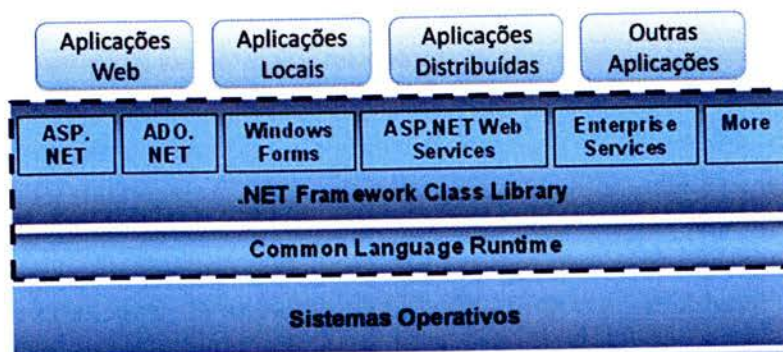 Aplicações Web
Aplicações Locais
Aplicações Distribuídas
Outras Aplicações
ASP.
NET
ADO.
NET
Windows
Forms
ASP.NET Web
Services
Enterprise
Services
More
.NET Framework Class Library
Common Language Runtime
Sistemas Operativos